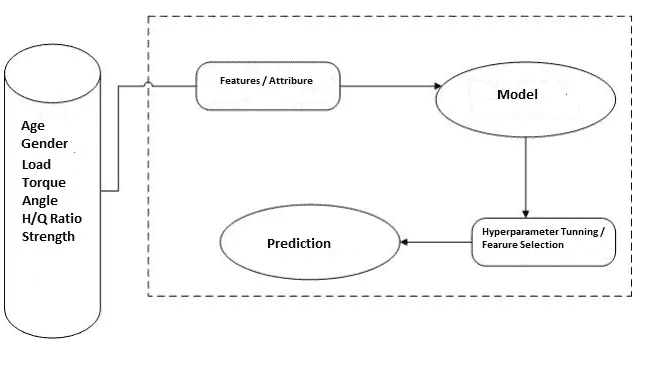 Age
Gender
Load
Torque
Angle
H/Q Ratio
Strength
Features / Attribure
Model
Hyperparameter Tunning /
Fearure Selection
Prediction